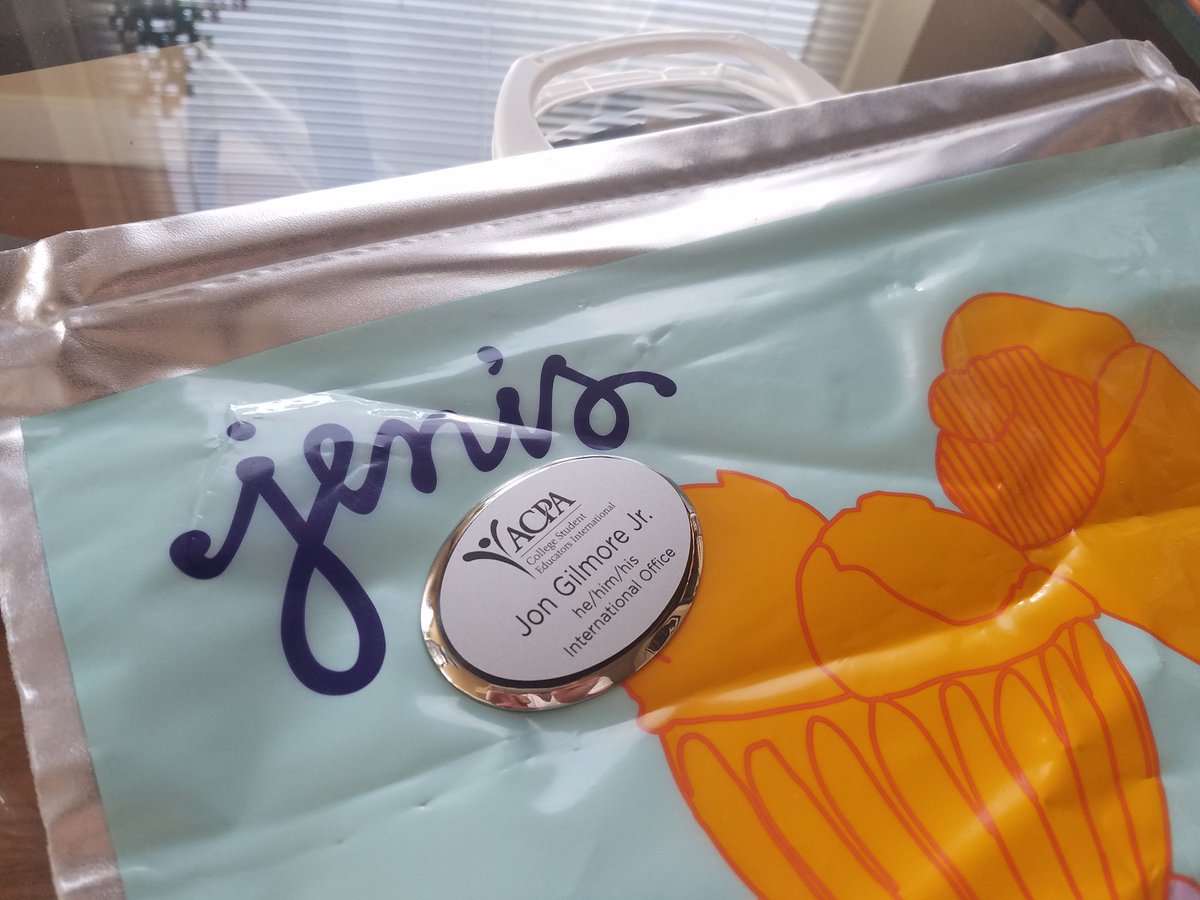 jenis
ACPA
College Student
Educators International
Jon Gilmore Jr.
he/him/his
International Office